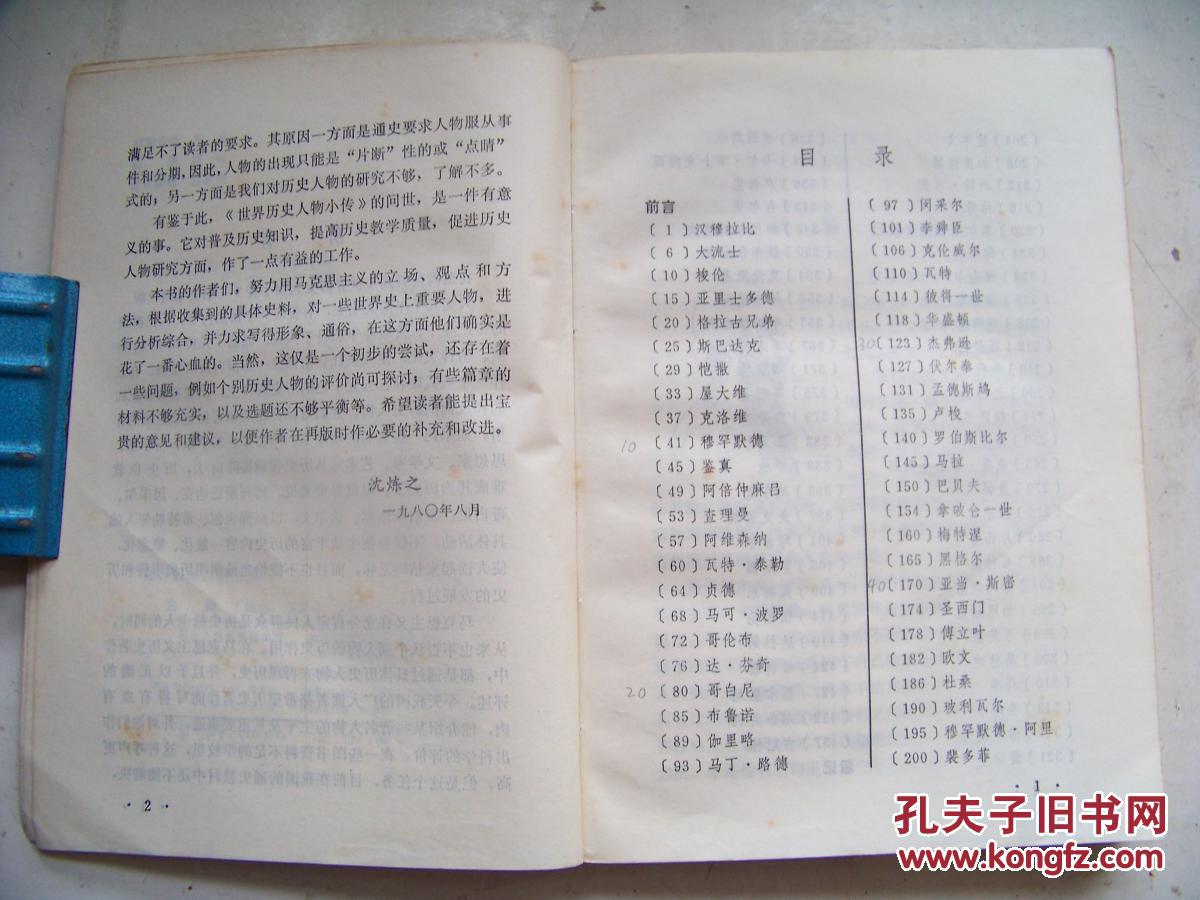 满足不了读者的要求。其原因一方面是通史要求人物服从事
件和分期,因此,人物的出现只能是“片断”性的或“点睛”
式的;另一方面是我们对历史人物的研究不够,了解不多。
有鉴于此,《世界历史人物小传》的问世,是一件有意
义的事。它对普及历史知识,提高历史教学质量,促进历史
人物研究方面,作了一点有益的工作。
本书的作者们,努力用马克思主义的立场、观点和方
法,根据收集到的具体史料,对一些世界史上重要人物,进
行分析综合,并力求写得形象、通俗,在这方面他们确实是
花了一番心血的。当然,这仅是一个初步的尝试,还存在着
一些问题,例如个别历史人物的评价尚可探讨;有些篇章的
材料不够充实,以及选题还不够平衡等。希望读者能提出宝
贵的意见和建议,以便作者在再版时作必要的补充和改进。
沈炼之
一九八〇年八月
· 2 ·
目 录
前言
〔1〕汉穆拉比
〔6〕大流士
〔10〕梭伦
〔15〕亚里士多德
〔20〕格拉古兄弟
〔25〕斯巴达克
〔29〕恺撒
〔33〕屋大维
〔37〕克洛维
10 〔41〕穆罕默德
〔45〕鉴真
〔49〕阿倍仲麻吕
〔53〕查理曼
〔57〕阿维森纳
〔60〕瓦特·泰勒
〔64〕贞德
〔68〕马可·波罗
〔72〕哥伦布
〔76〕达·芬奇
20 〔80〕哥白尼
〔85〕布鲁诺
〔89〕伽里略
〔93〕马丁·路德
〔97〕闵采尔
〔101〕李舜臣
〔106〕克伦威尔
〔110〕瓦特
〔114〕彼得一世
〔118〕华盛顿
30〔123〕杰弗逊
〔127〕伏尔泰
〔131〕孟德斯鸠
〔135〕卢梭
〔140〕罗伯斯比尔
〔145〕马拉
〔150〕巴贝夫
〔154〕拿破仑一世
〔160〕梅特涅
〔165〕黑格尔
40〔170〕亚当·斯密
〔174〕圣西门
〔178〕傅立叶
〔182〕欧文
〔186〕杜桑
〔190〕玻利瓦尔
〔195〕穆罕默德·阿里
〔200〕裴多菲
· 1 ·
孔夫子旧书网
www.kongfz.com